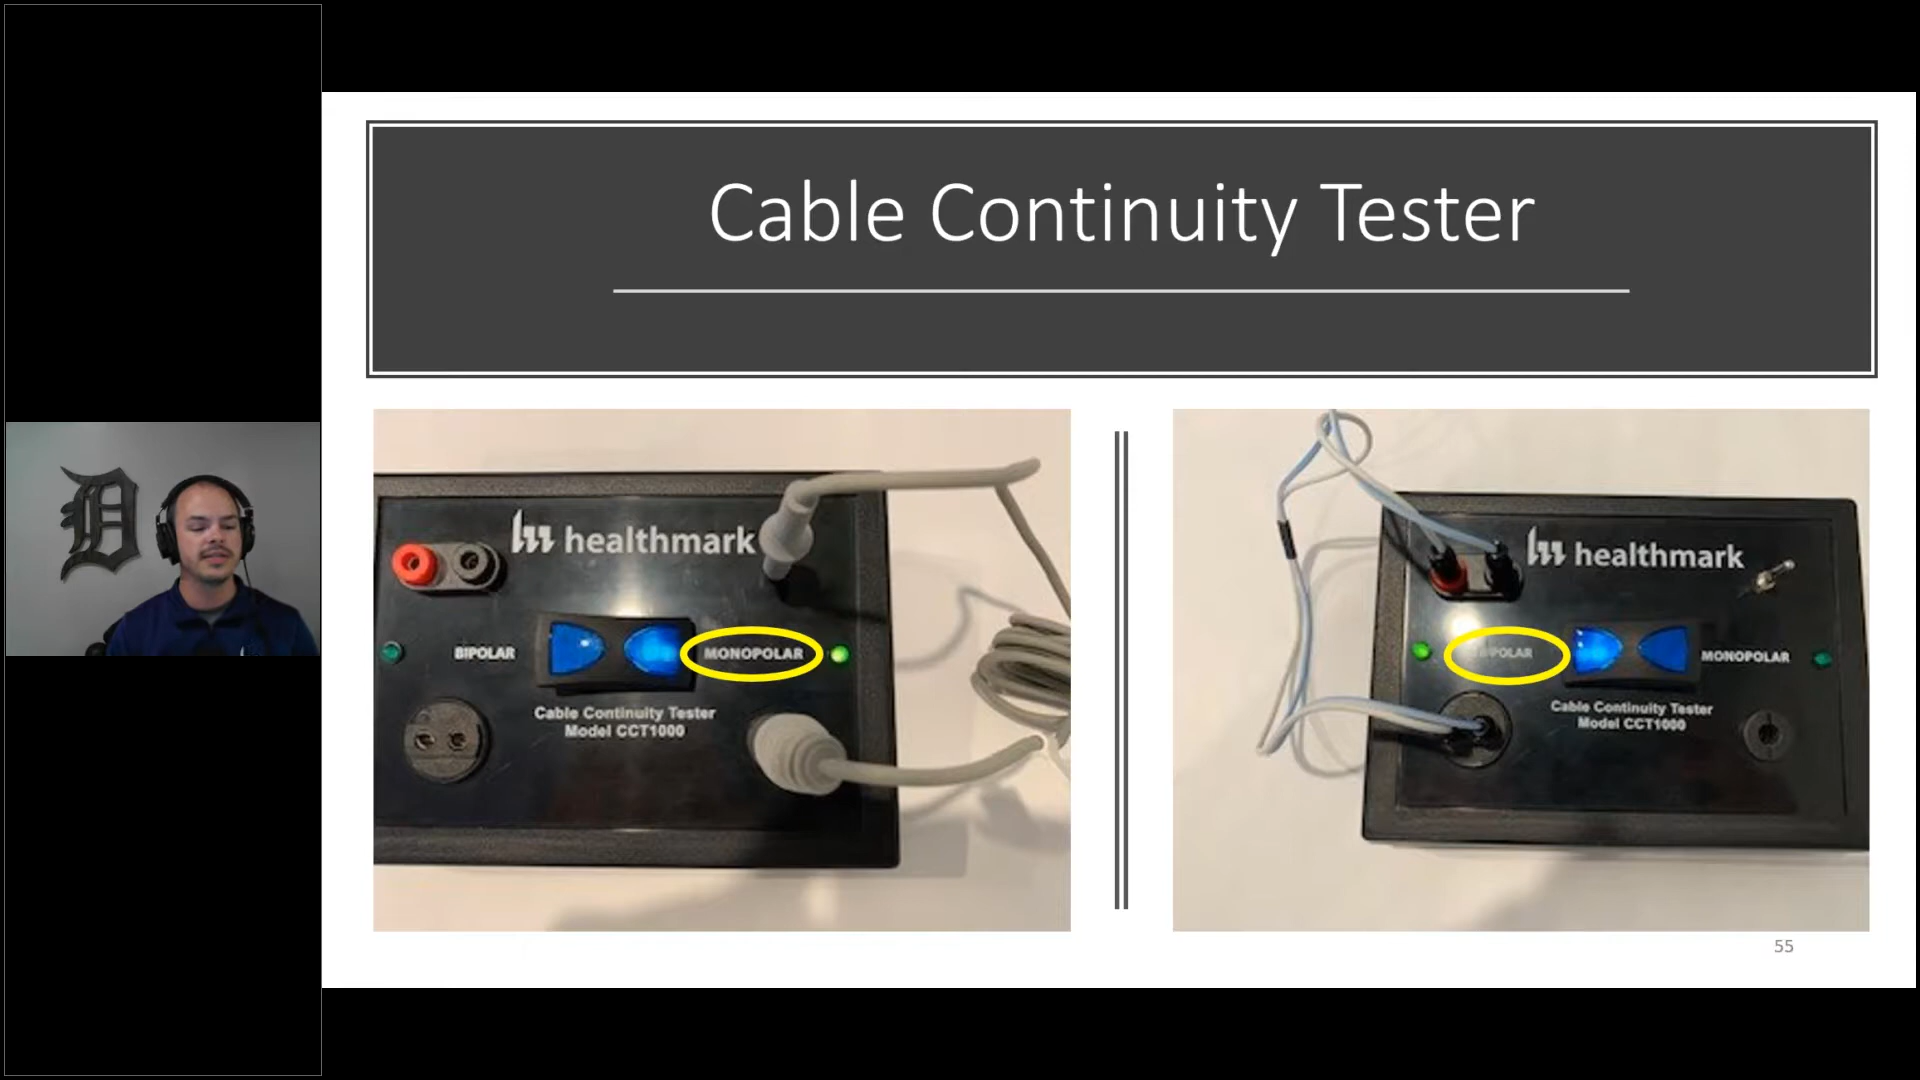 Cable Continuity Tester
healthmark
BIPOLAR
MONOPOLAR
Cable Continuity Tester
Model CCT1000
healthmark
BIPOLAR
MONOPOLAR
Cable Continuity Tester
Model CCT1000
55
D